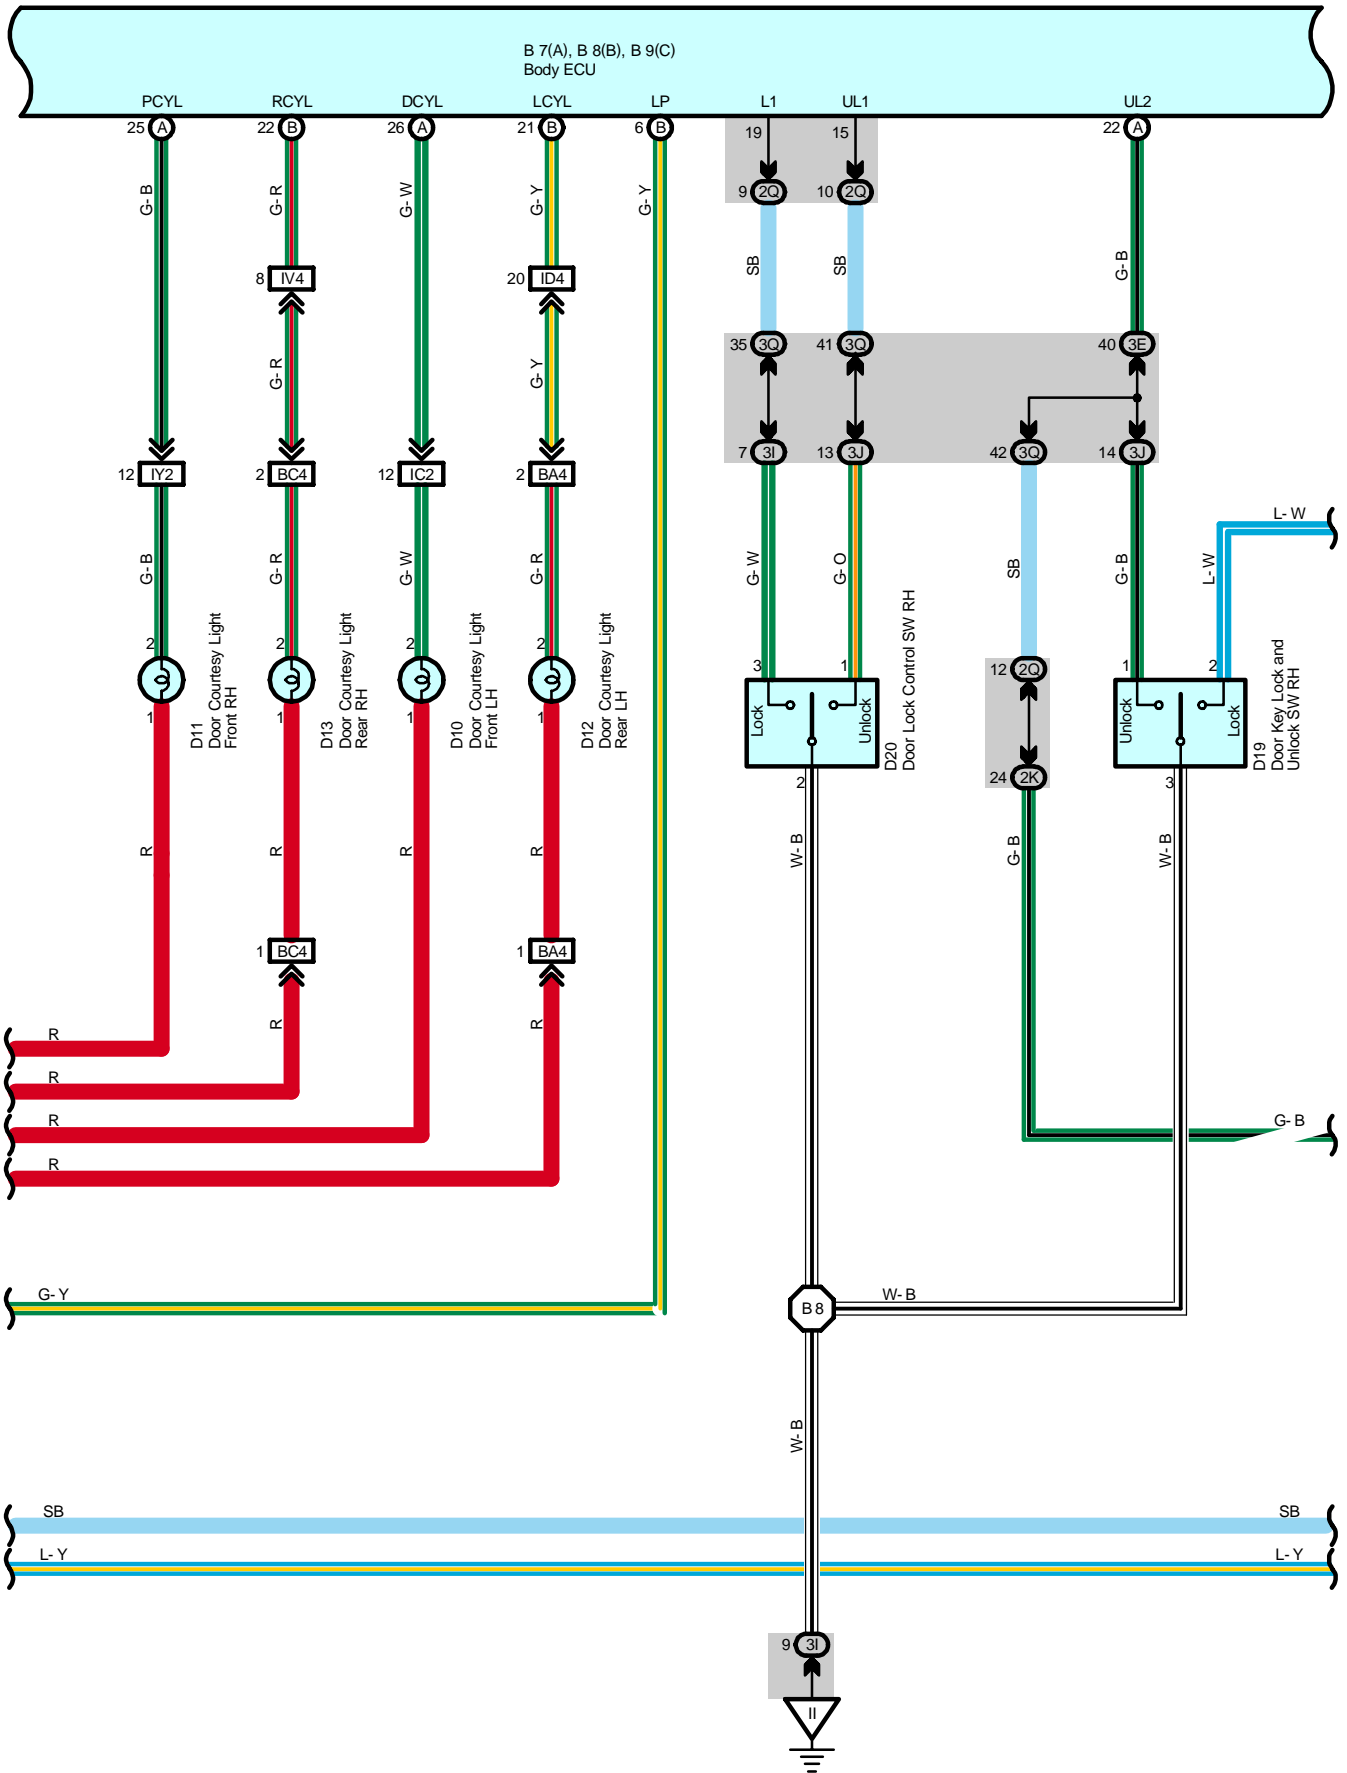 B 7(A), B 8(B), B 9(C)
Body ECU
PCYL RCYL DCYL LCYL LP L1 UL1 UL2
25 A 22 B 26 A 21 B 6 B 19 15 22 A
9 2Q 10 2Q
G- B G- R G- W G- Y G- Y
SB SB G- B
8 IV4 20 ID4
35 3Q 41 3Q 40 3E
G- R G- Y
7 3I 13 3J 42 3Q 14 3J
12 IY2 2 BC4 12 IC2 2 BA4
L- W
G- B G- R G- W G- R G- W G- O SB G- B L- W
2 2 2 2 3 1 12 2Q 1 2
1 1 1 1
D11
Door Courtesy Light
Front RH
D13
Door Courtesy Light
Rear RH
D10
Door Courtesy Light
Front LH
D12
Door Courtesy Light
Rear LH
Lock Unlock
D20
Door Lock Control SW RH
Unlock Lock
D19
Door Key Lock and
Unlock SW RH
2 24 2K 3
R R R R W- B G- B W- B
1 BC4 1 BA4
R R
R
R
R G- B
R
G- Y B 8 W- B
W- B
SB SB
L- Y L- Y
9 3I
II